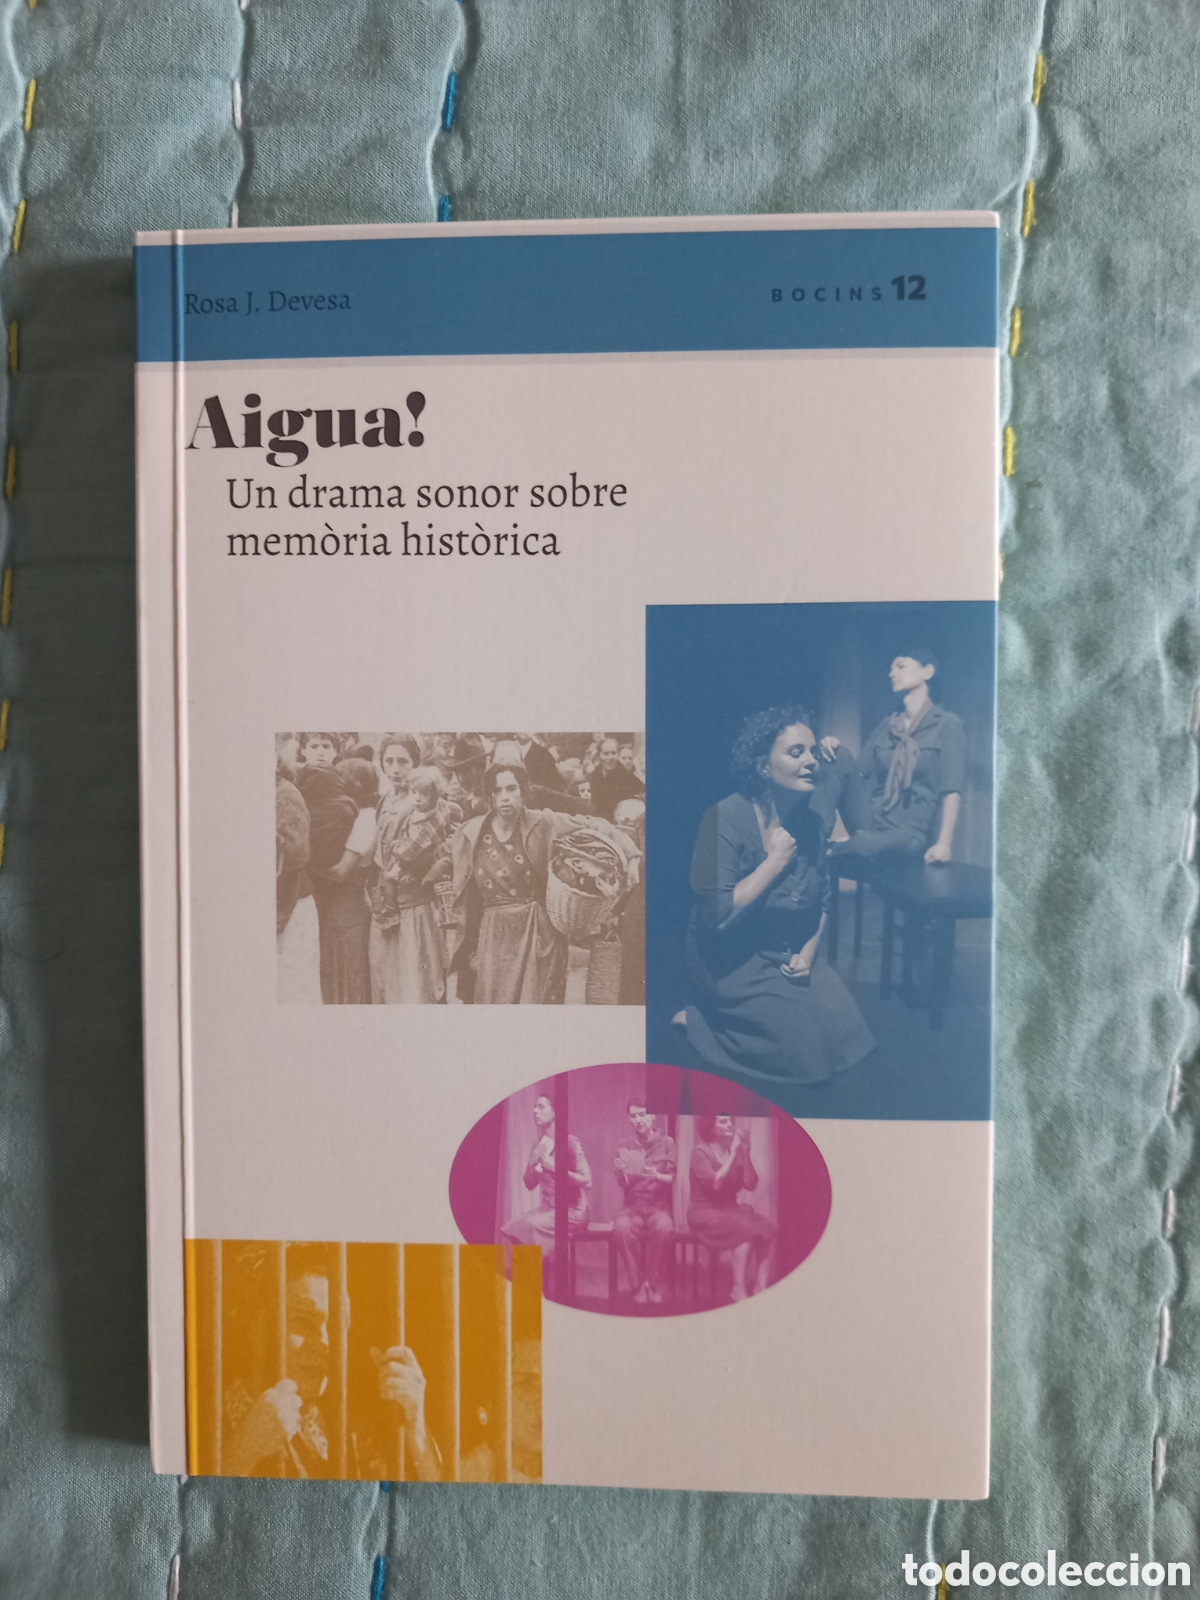 Rosa J. Devesa
BOCINS 12
Aigua!
Un drama sonor sobre
memòria històrica
todocoleccion